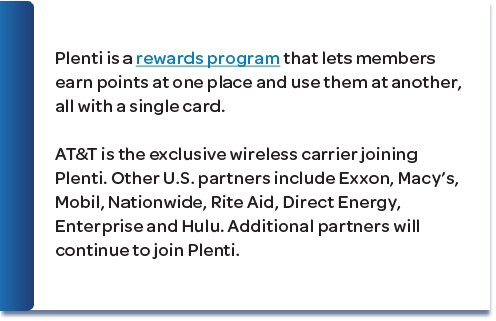 Plenti is a rewards program that lets members
earn points at one place and use them at another,
all with a single card.
AT&T is the exclusive wireless carrier joining
Plenti. Other U.S. partners include Exxon, Macy's,
Mobil, Nationwide, Rite Aid, Direct Energy,
Enterprise and Hulu. Additional partners will
continue to join Plenti.